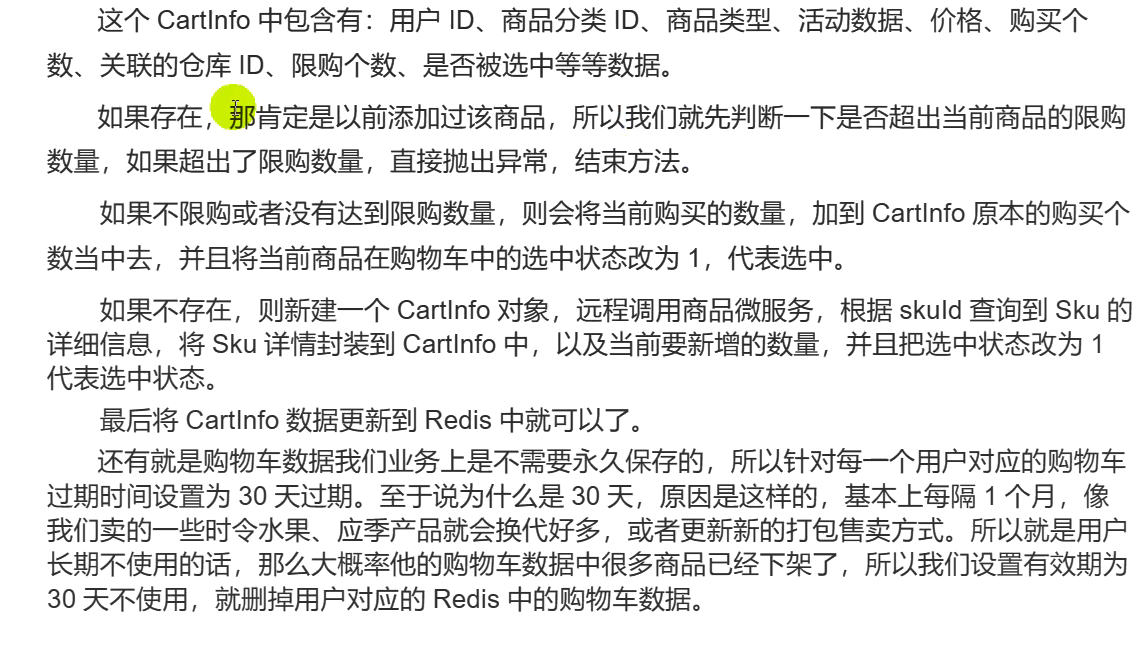 这个 CartInfo 中包含有：用户 ID、商品分类 ID、商品类型、活动数据、价格、购买个
数、关联的仓库 ID、限购个数、是否被选中等等数据。
如果存在，那肯定是以前添加过该商品，所以我们就先判断一下是否超出当前商品的限购
数量，如果超出了限购数量，直接抛出异常，结束方法。
如果不限购或者没有达到限购数量，则会将当前购买的数量，加到 CartInfo 原本的购买个
数当中去，并且将当前商品在购物车中的选中状态改为 1，代表选中。
如果不存在，则新建一个 CartInfo 对象，远程调用商品微服务，根据 skuId 查询到 Sku 的
详细信息，将 Sku 详情封装到 CartInfo 中，以及当前要新增的数量，并且把选中状态改为 1
代表选中状态。
最后将 CartInfo 数据更新到 Redis 中就可以了。
还有就是购物车数据我们业务上是不需要永久保存的，所以针对每一个用户对应的购物车
过期时间设置为 30 天过期。至于说为什么是 30 天，原因是这样的，基本上每隔 1 个月，像
我们卖的一些时令水果、应季产品就会换代好多，或者更新新的打包售卖方式。所以就是用户
长期不使用的话，那么大概率他的购物车数据中很多商品已经下架了，所以我们设置有效期为
30 天不使用，就删掉用户对应的 Redis 中的购物车数据。